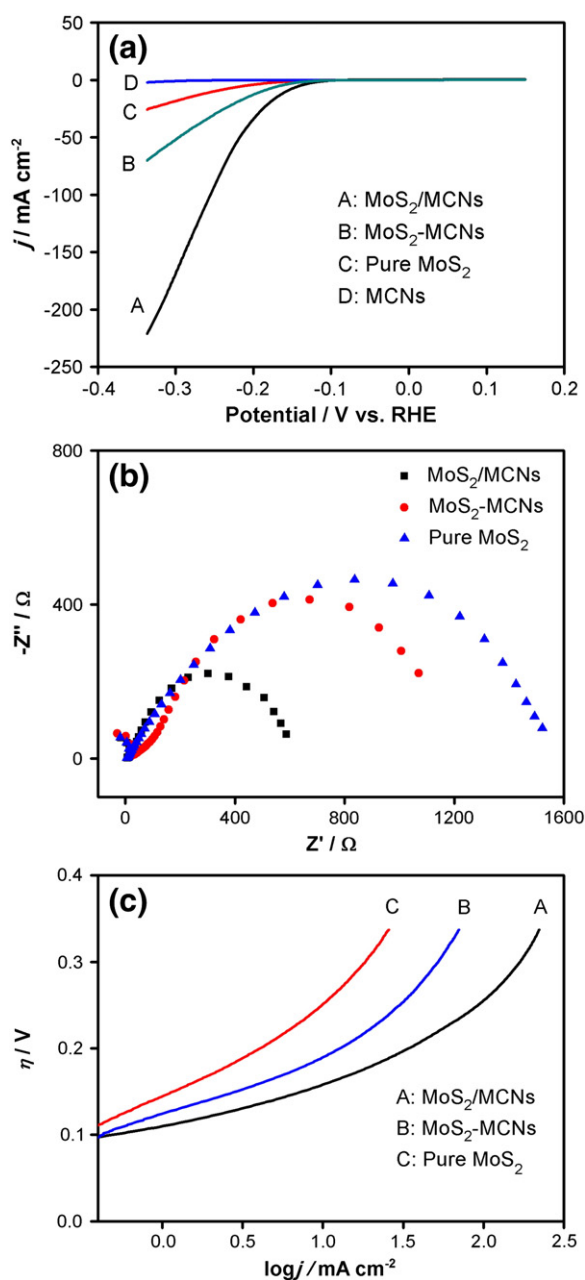 (a)
50
0
-50
-100
-150
-200
-250
j / mA cm-2
D
C
B
A
A: MoS2/MCNs
B: MoS2-MCNs
C: Pure MoS2
D: MCNs
-0.4 -0.3 -0.2 -0.1 0.0 0.1 0.2
Potential / V vs. RHE
(b)
800
400
0
-Z'' / Ω
MoS2/MCNs
MoS2-MCNs
Pure MoS2
0 400 800 1200 1600
Z' / Ω
(c)
0.4
0.3
0.2
0.1
0.0
η / V
C B A
A: MoS2/MCNs
B: MoS2-MCNs
C: Pure MoS2
0.0 0.5 1.0 1.5 2.0 2.5
logj / mA cm-2